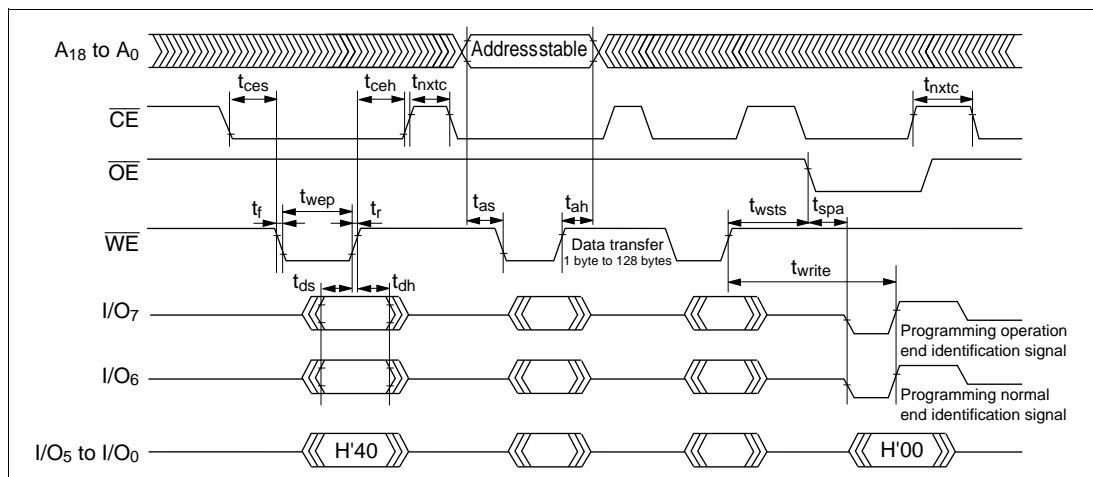 A18 to A0
Address stable
tces
tceh
tnxtc
tnxtc
CE
OE
twep
tas
tah
twsts
tspa
tf
tr
WE
Data transfer
1 byte to 128 bytes
twrite
tds
tdh
I/O7
Programming operation
end identification signal
I/O6
Programming normal
end identification signal
I/O5 to I/O0
H'40
H'00